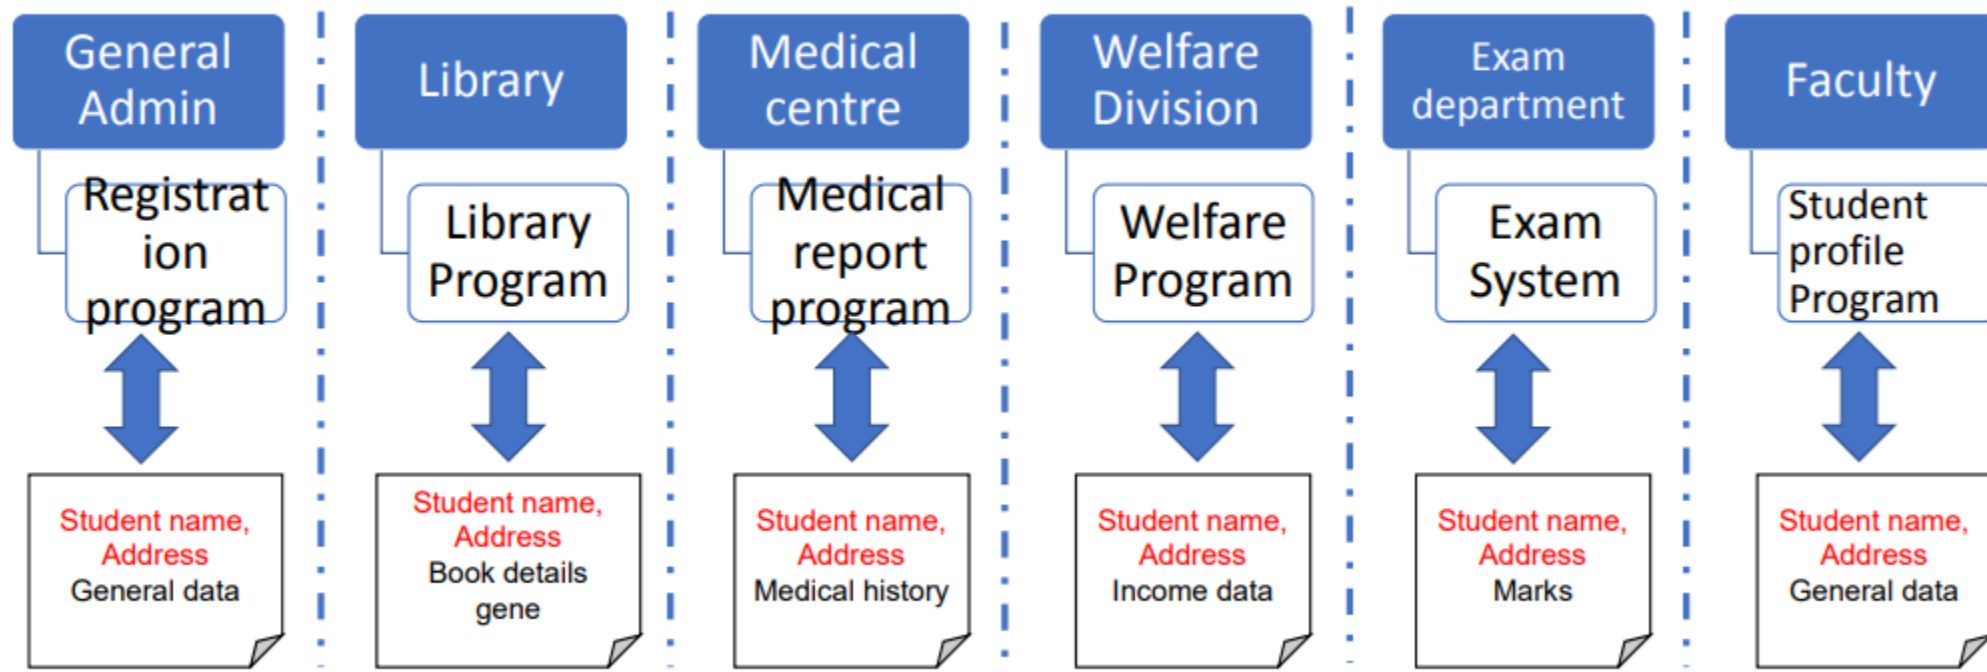 General
Admin
Registrat
ion
program
Student name,
Address
General data
Library
Library
Program
Student name,
Address
Book details
gene
Medical
centre
Medical
report
program
Student name,
Address
Medical history
Welfare
Division
Welfare
Program
Student name,
Address
Income data
Exam
department
Exam
System
Student name,
Address
Marks
Faculty
Student
profile
Program
Student name,
Address
General data